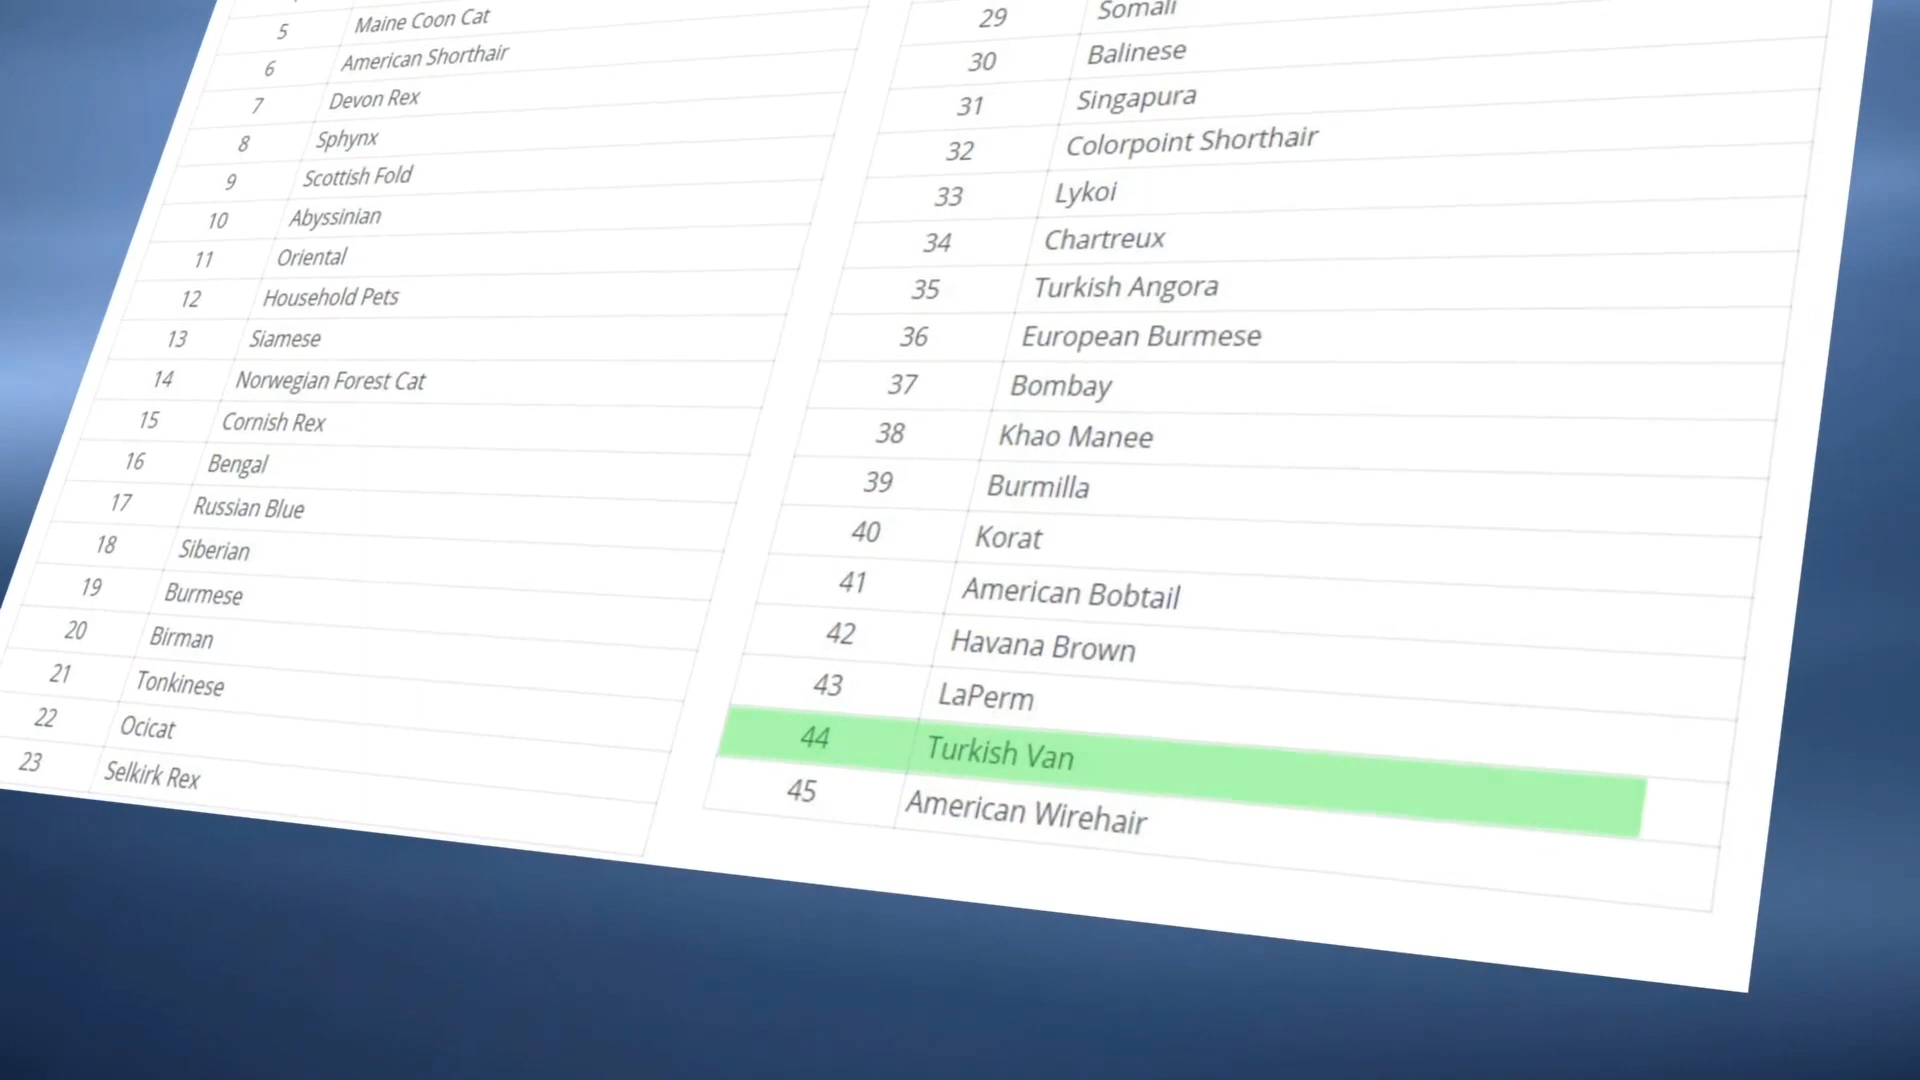 5 Maine Coon Cat
6 American Shorthair
7 Devon Rex
8 Sphynx
9 Scottish Fold
10 Abyssinian
11 Oriental
12 Household Pets
13 Siamese
14 Norwegian Forest Cat
15 Cornish Rex
16 Bengal
17 Russian Blue
18 Siberian
19 Burmese
20 Birman
21 Tonkinese
22 Ocicat
23 Selkirk Rex
29 Somali
30 Balinese
31 Singapura
32 Colorpoint Shorthair
33 Lykoi
34 Chartreux
35 Turkish Angora
36 European Burmese
37 Bombay
38 Khao Manee
39 Burmilla
40 Korat
41 American Bobtail
42 Havana Brown
43 LaPerm
44 Turkish Van
45 American Wirehair